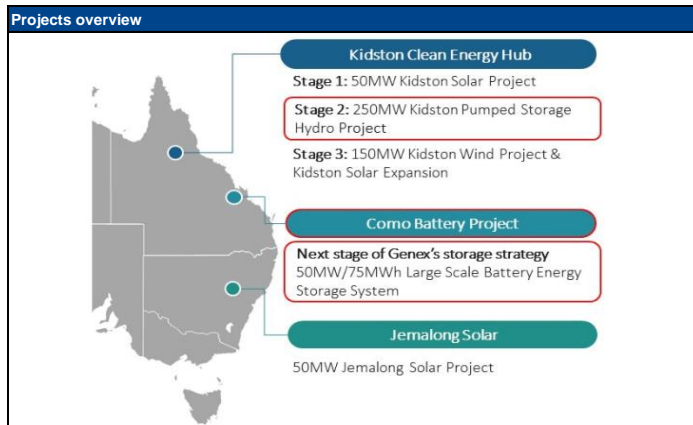 Projects overview
Kidston Clean Energy Hub
Stage 1: 50MW Kidston Solar Project
Stage 2: 250MW Kidston Pumped Storage
Hydro Project
Stage 3: 150MW Kidston Wind Project &
Kidston Solar Expansion
Como Battery Project
Next stage of Genex's storage strategy
50MW/75MWh Large Scale Battery Energy
Storage System
Jemalong Solar
50MW Jemalong Solar Project